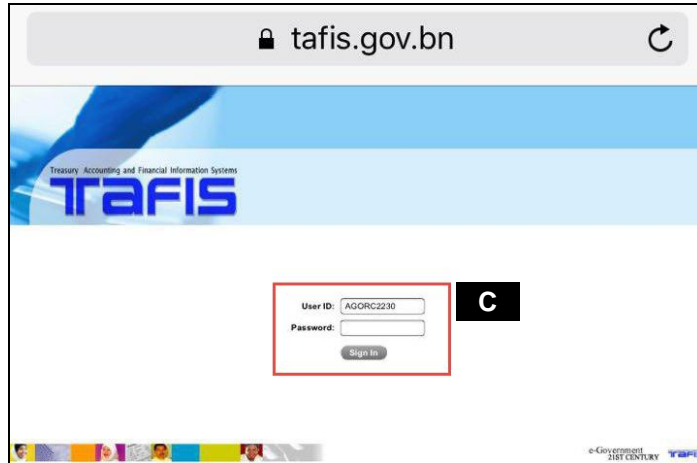 tafis.gov.bn
Treasury Accounting and Financial Information Systems
TAFIS
User ID: AGORC2230
C
Password:
Sign In
e-Government
21ST CENTURY TAFI